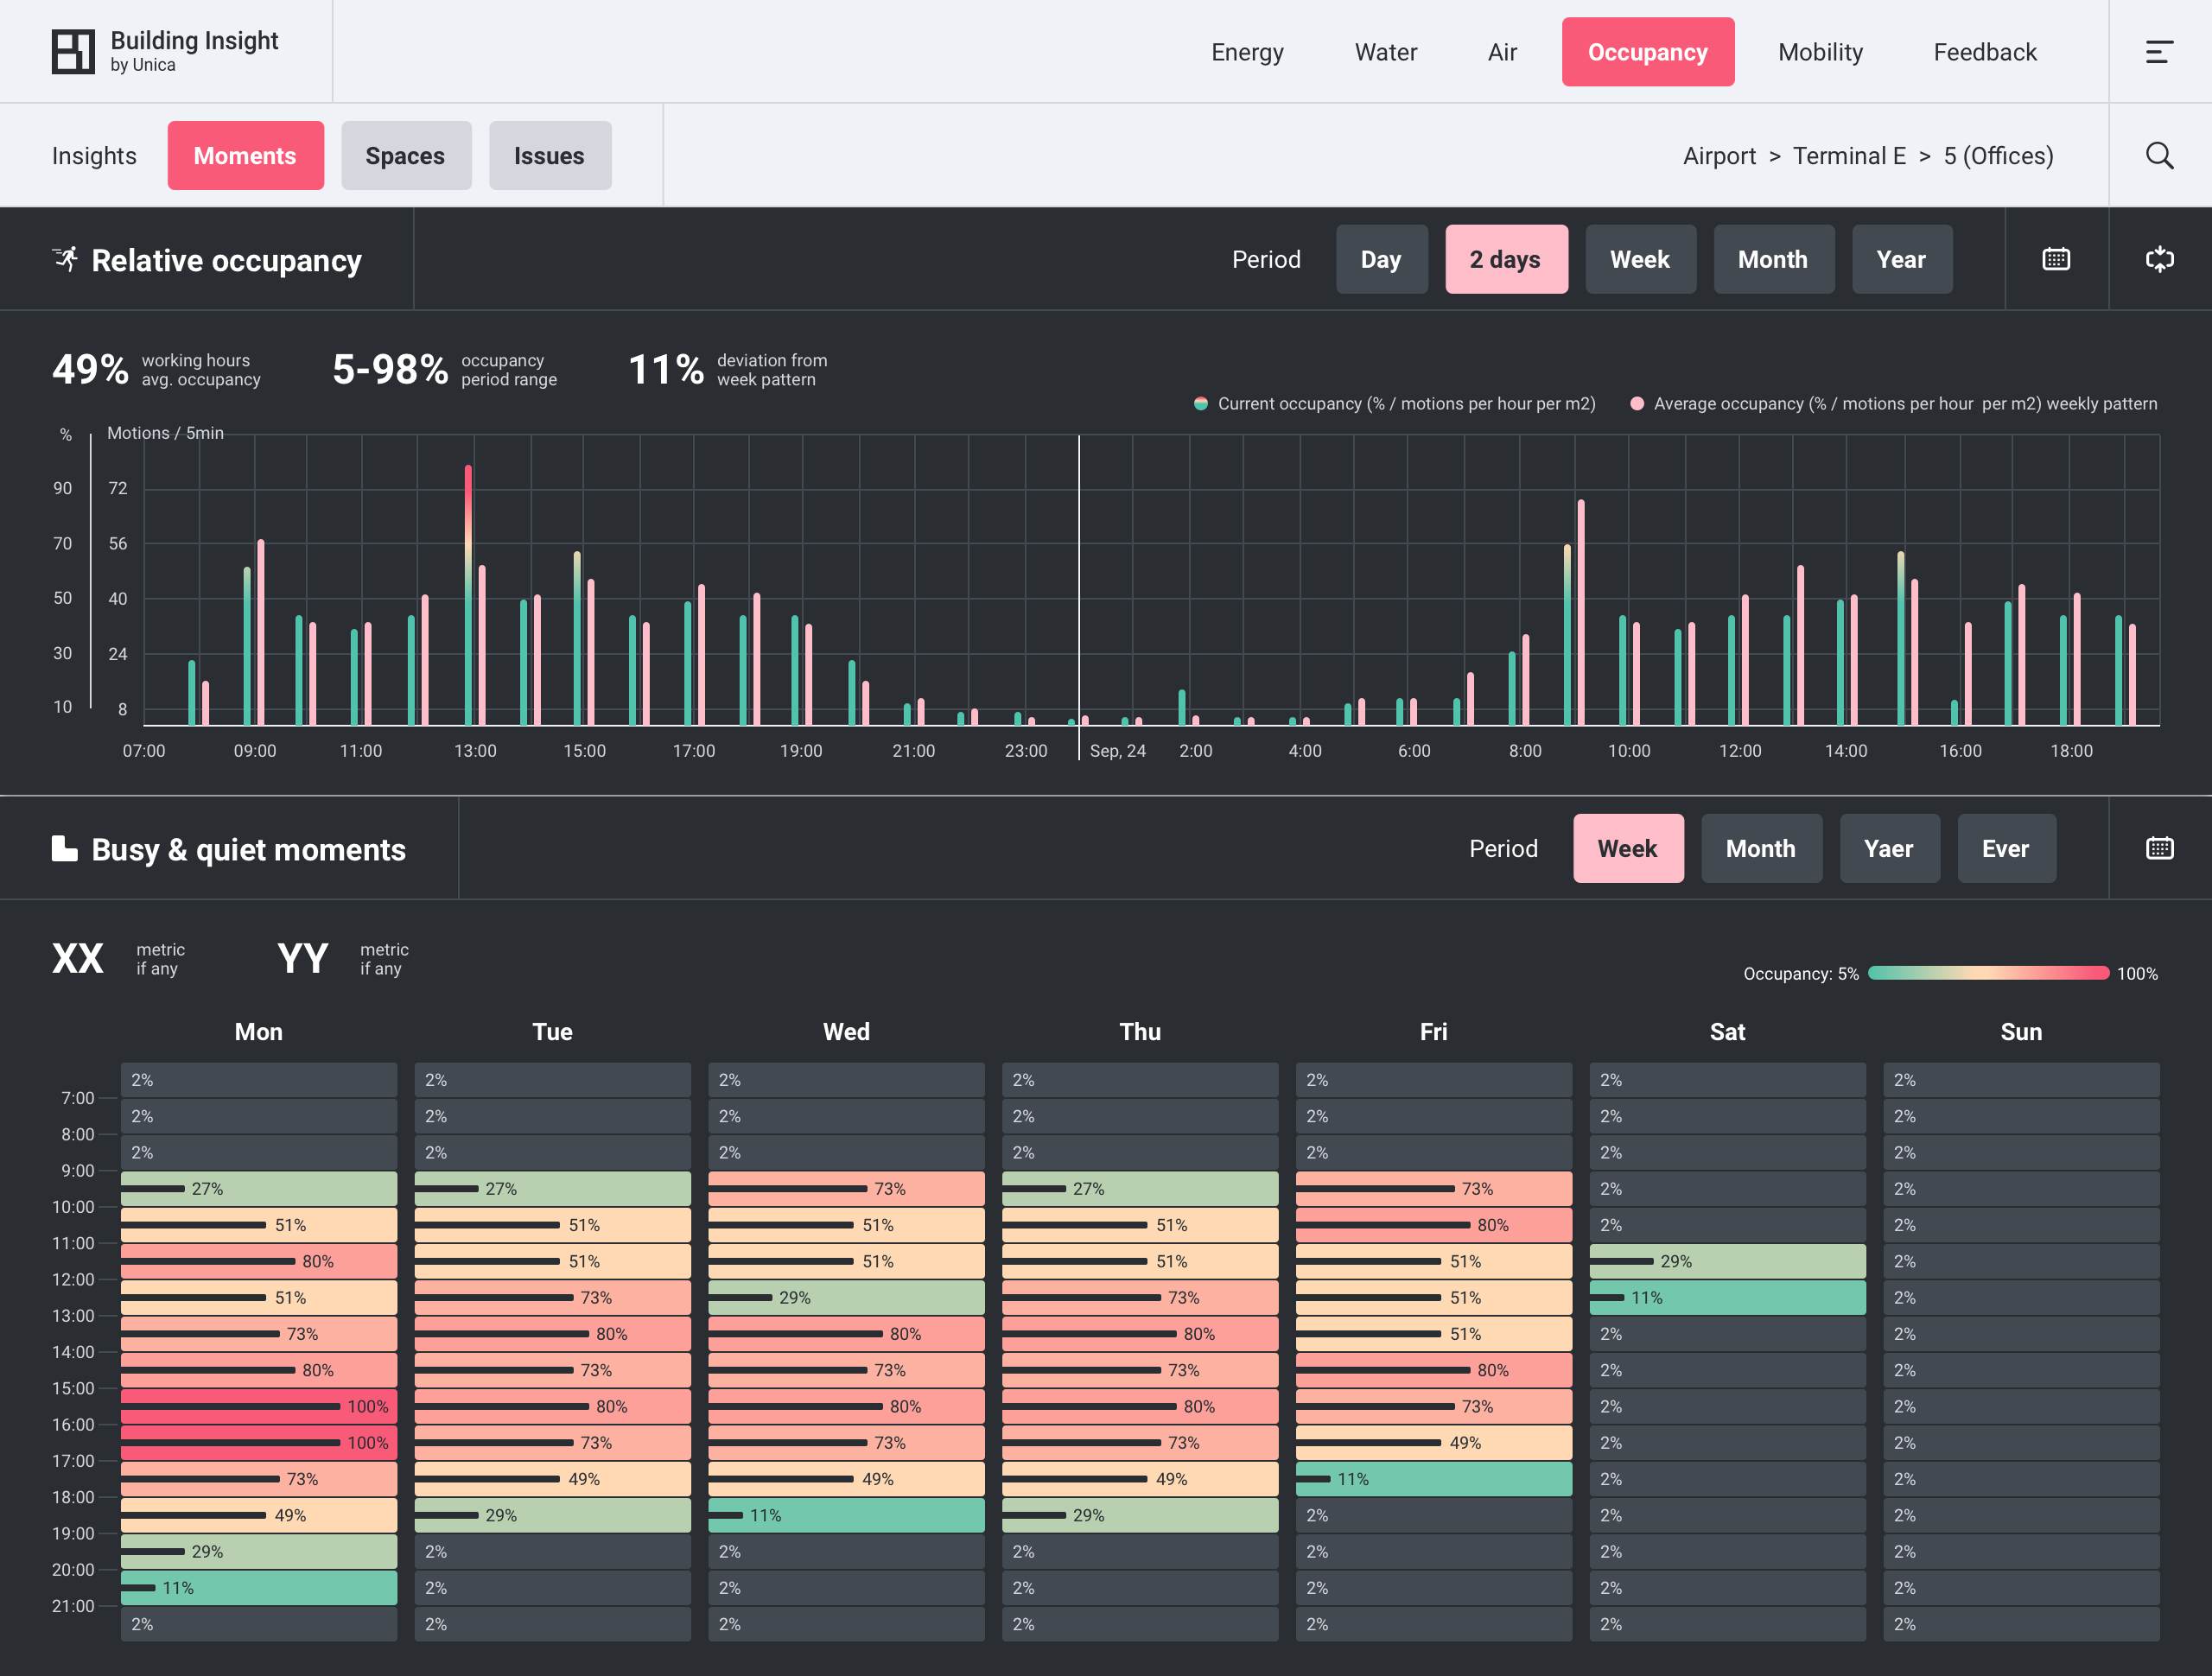 Building Insight
by Unica
Energy Water Air Occupancy Mobility Feedback
Insights Moments Spaces Issues
Airport > Terminal E > 5 (Offices)
Relative occupancy
Period Day 2 days Week Month Year
49% working hours
avg. occupancy
5-98% occupancy
period range
11% deviation from
week pattern
Current occupancy (% / motions per hour per m2) Average occupancy (% / motions per hour per m2) weekly pattern
% Motions / 5min
90 72
70 56
50 40
30 24
10 8
07:00 09:00 11:00 13:00 15:00 17:00 19:00 21:00 23:00 Sep, 24 2:00 4:00 6:00 8:00 10:00 12:00 14:00 16:00 18:00
Busy & quiet moments
Period Week Month Yaer Ever
XX metric
if any
YY metric
if any
Occupancy: 5% 100%
Mon Tue Wed Thu Fri Sat Sun
2% 2% 2% 2% 2% 2% 2%
7:00
2% 2% 2% 2% 2% 2% 2%
8:00
2% 2% 2% 2% 2% 2% 2%
9:00
27% 27% 73% 27% 73% 2% 2%
10:00
51% 51% 51% 51% 80% 2% 2%
11:00
80% 51% 51% 51% 51% 29% 2%
12:00
51% 73% 29% 73% 51% 11% 2%
13:00
73% 80% 80% 80% 51% 2% 2%
14:00
80% 73% 73% 73% 80% 2% 2%
15:00
100% 80% 80% 80% 73% 2% 2%
16:00
100% 73% 73% 73% 49% 2% 2%
17:00
73% 49% 49% 49% 11% 2% 2%
18:00
49% 29% 11% 29% 2% 2% 2%
19:00
29% 2% 2% 2% 2% 2% 2%
20:00
11% 2% 2% 2% 2% 2% 2%
21:00
2% 2% 2% 2% 2% 2% 2%